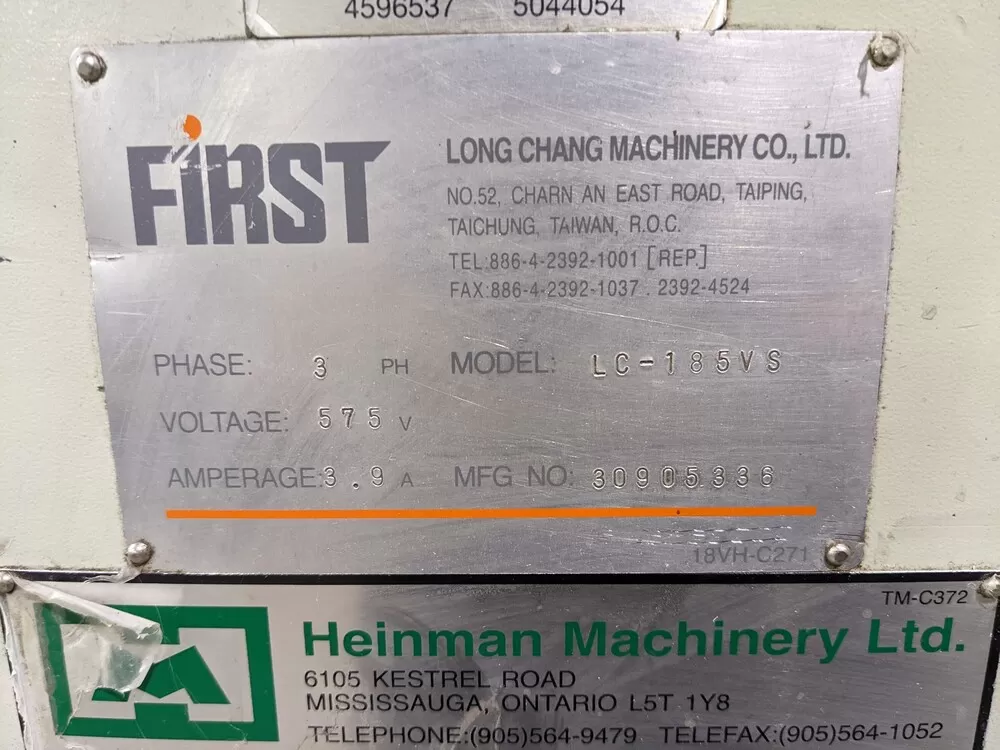 4596537 5044054
FiRST
LONG CHANG MACHINERY CO., LTD.
NO.52, CHARN AN EAST ROAD, TAIPING,
TAICHUNG, TAIWAN, R.O.C.
TEL:886-4-2392-1001 [REP.]
FAX:886-4-2392-1037 . 2392-4524
PHASE: 3 PH MODEL: LC-185VS
VOLTAGE: 575 V
AMPERAGE:3.9 A MFG NO: 30905336
18VH-C271
TM-C372
Heinman Machinery Ltd.
6105 KESTREL ROAD
MISSISSAUGA, ONTARIO L5T 1Y8
TELEPHONE:(905)564-9479 TELEFAX:(905)564-1052